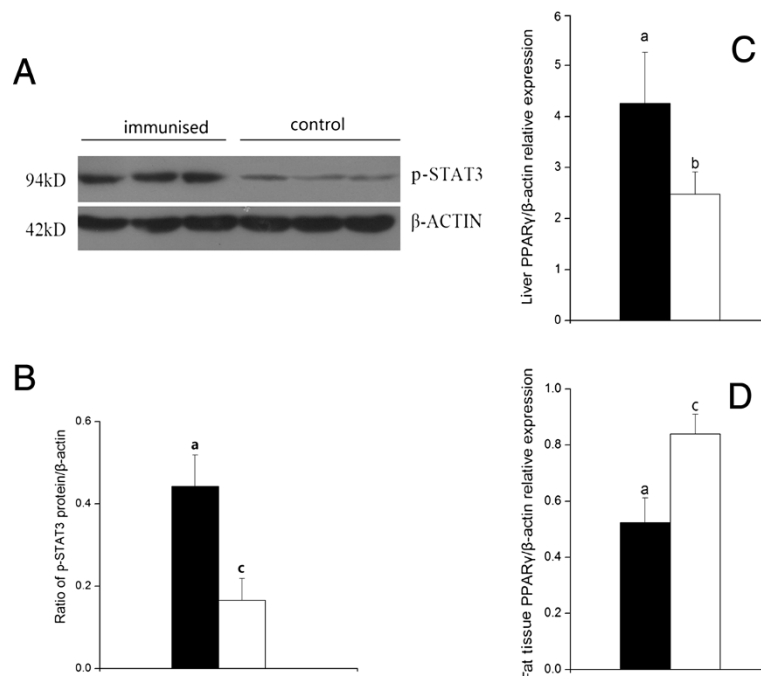 A
immunised control
94kD p-STAT3
42kD β-ACTIN
B
Ratio of p-STAT3 protein/β-actin
0.6
0.4
0.2
0.0
a
c
C
Liver PPARγ/β-actin relative expression
6
5
4
3
2
1
0
a
b
D
Fat tissue PPARγ/β-actin relative expression
1.0
0.8
0.6
0.4
0.2
0.0
a
c